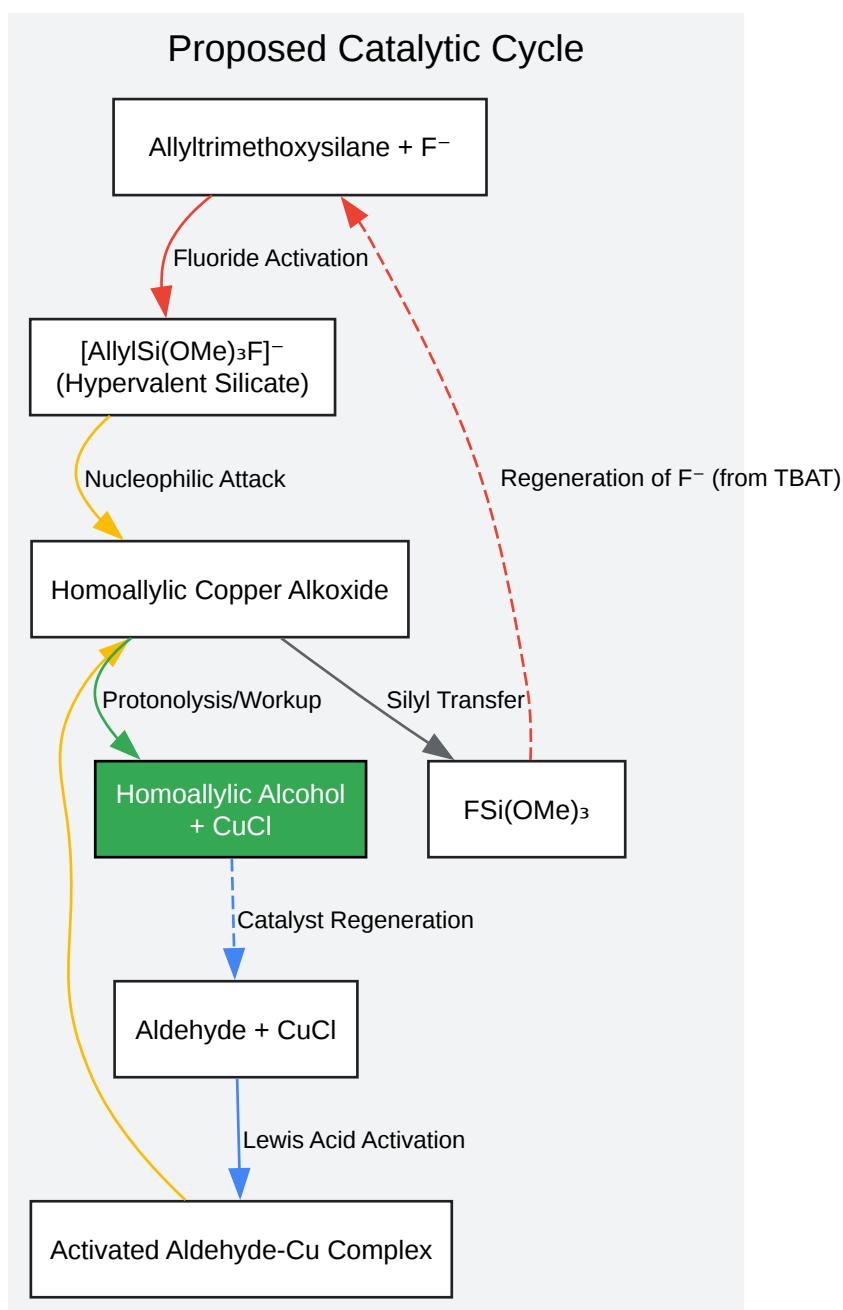 Proposed Catalytic Cycle
Allyltrimethoxysilane + F⁻
Fluoride Activation
[AllylSi(OMe)₃F]⁻
(Hypervalent Silicate)
Nucleophilic Attack
Regeneration of F⁻ (from TBAT)
Homoallylic Copper Alkoxide
Protonolysis/Workup
Silyl Transfer
Homoallylic Alcohol
+ CuCl
FSi(OMe)₃
Catalyst Regeneration
Aldehyde + CuCl
Lewis Acid Activation
Activated Aldehyde-Cu Complex